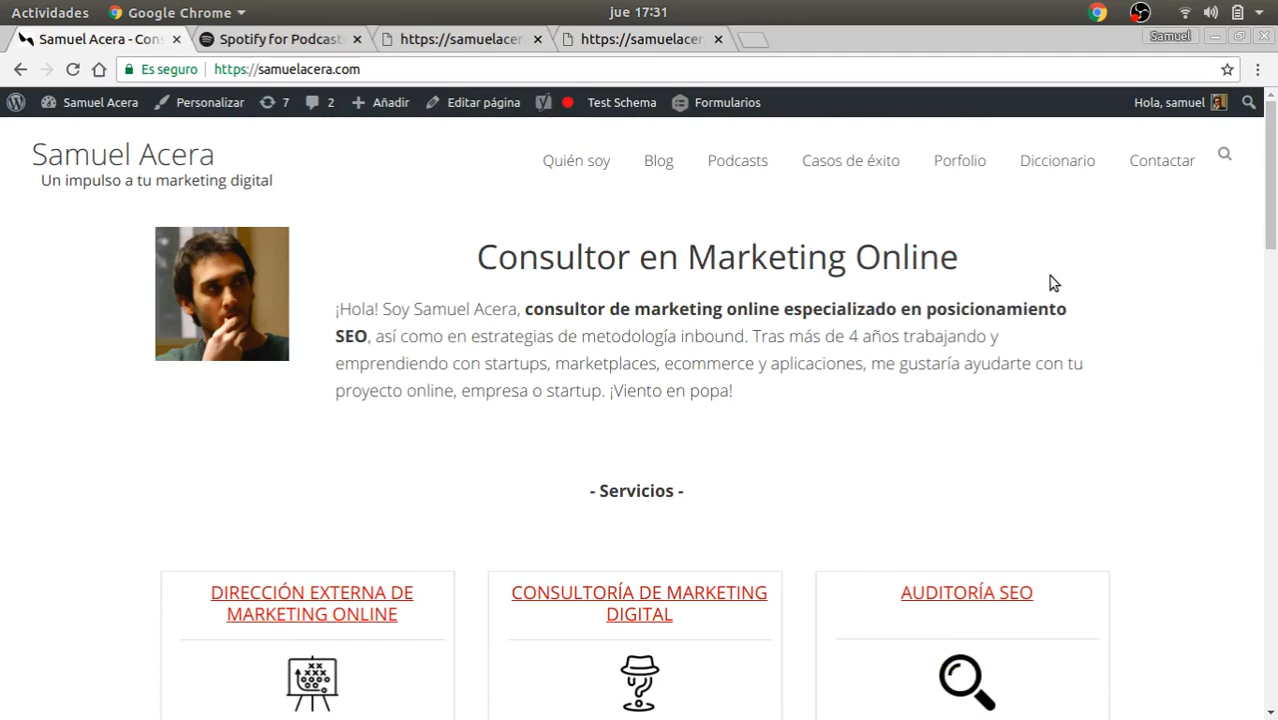 Actividades Google Chrome jue 17:31
Samuel Acera - Cons Spotify for Podcast https://samuelacer https://samuelacer Samuel
Es seguro https://samuelacera.com
Samuel Acera Personalizar 7 2 Añadir Editar página Test Schema Formularios Hola, samuel
Samuel Acera
Un impulso a tu marketing digital
Quién soy Blog Podcasts Casos de éxito Porfolio Diccionario Contactar
Consultor en Marketing Online
¡Hola! Soy Samuel Acera, consultor de marketing online especializado en posicionamiento
SEO, así como en estrategias de metodología inbound. Tras más de 4 años trabajando y
emprendiendo con startups, marketplaces, ecommerce y aplicaciones, me gustaría ayudarte con tu
proyecto online, empresa o startup. ¡Viento en popa!
- Servicios -
DIRECCIÓN EXTERNA DE
MARKETING ONLINE
CONSULTORÍA DE MARKETING
DIGITAL
AUDITORÍA SEO